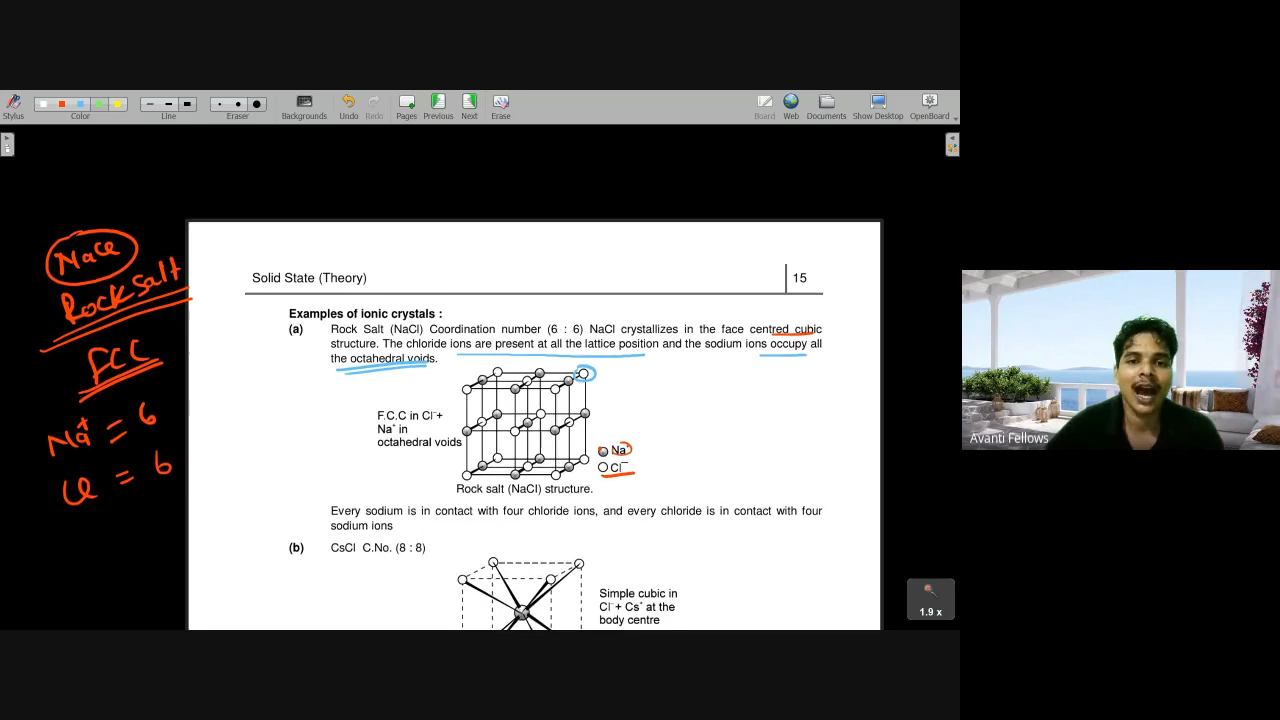 Stylus
Color
Line
Eraser
Backgrounds
Undo
Redo
Pages
Previous
Next
Erase
Board
Web
Documents
Show Desktop
OpenBoard
NaCl
Rock salt
FCC
Na+ = 6
Cl = 6
Solid State (Theory)
15
Examples of ionic crystals :
(a) Rock Salt (NaCl) Coordination number (6 : 6) NaCl crystallizes in the face centred cubic
structure. The chloride ions are present at all the lattice position and the sodium ions occupy all
the octahedral voids.
F.C.C in Cl⁻+
Na⁺ in
octahedral voids
Na⁺
Cl⁻
Rock salt (NaCl) structure.
Every sodium is in contact with four chloride ions, and every chloride is in contact with four
sodium ions
(b) CsCl C.No. (8 : 8)
Simple cubic in
Cl⁻+ Cs⁺ at the
body centre
1.9 x
Avanti Fellows